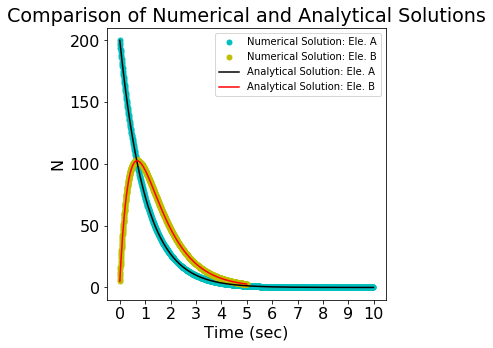 Comparison of Numerical and Analytical Solutions
Numerical Solution: Ele. A
Numerical Solution: Ele. B
Analytical Solution: Ele. A
Analytical Solution: Ele. B
200
150
100
50
0
N
0 1 2 3 4 5 6 7 8 9 10
Time (sec)